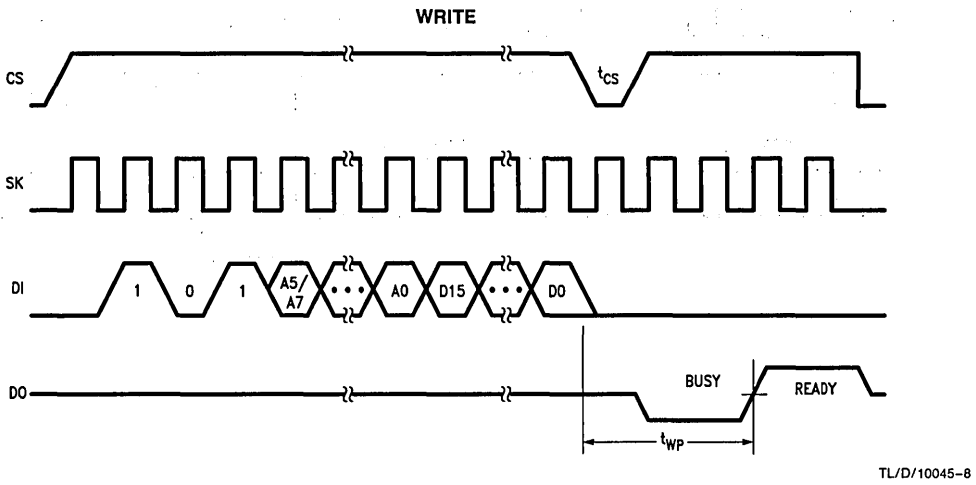 WRITE
CS
tCS
SK
DI
1
0
1
A5/
A7
•••
A0
D15
•••
D0
DO
BUSY
READY
tWP
TL/D/10045–8